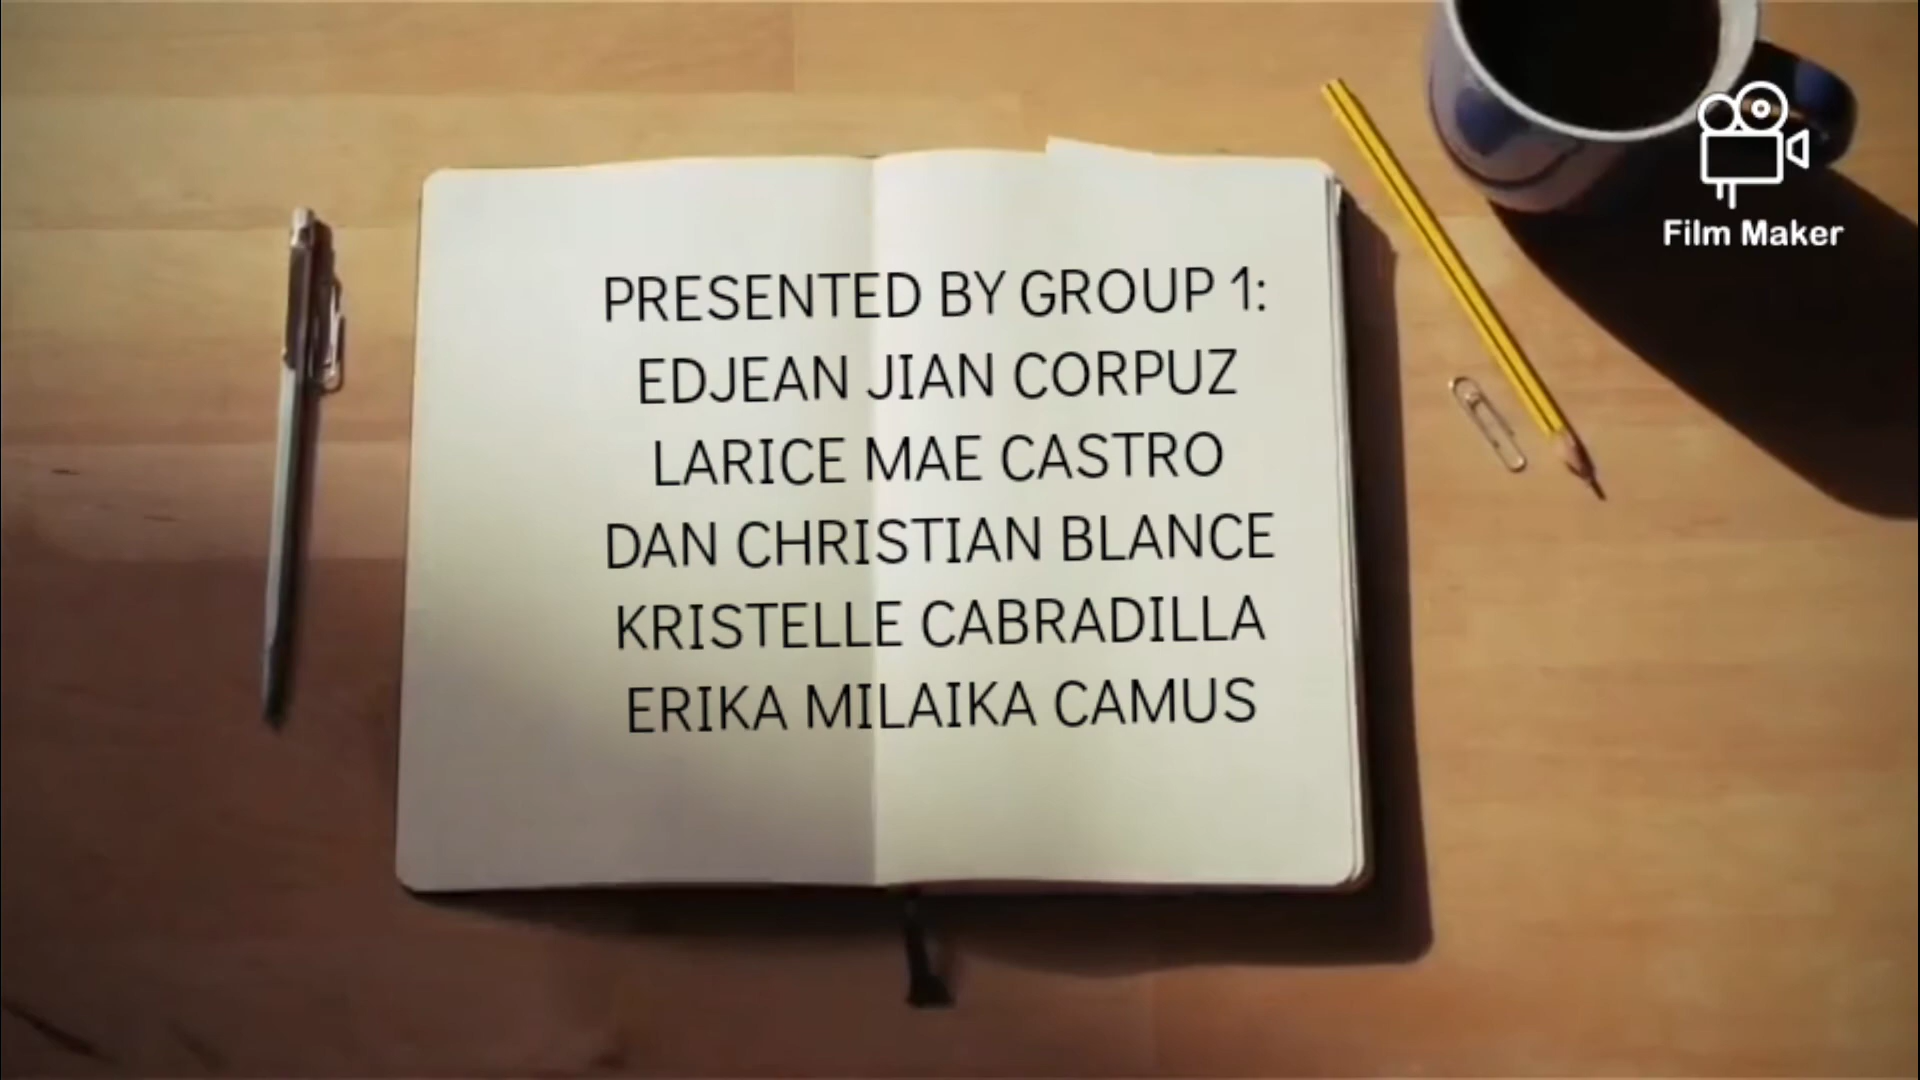 Film Maker
PRESENTED BY GROUP 1:
EDJEAN JIAN CORPUZ
LARICE MAE CASTRO
DAN CHRISTIAN BLANCE
KRISTELLE CABRADILLA
ERIKA MILAIKA CAMUS